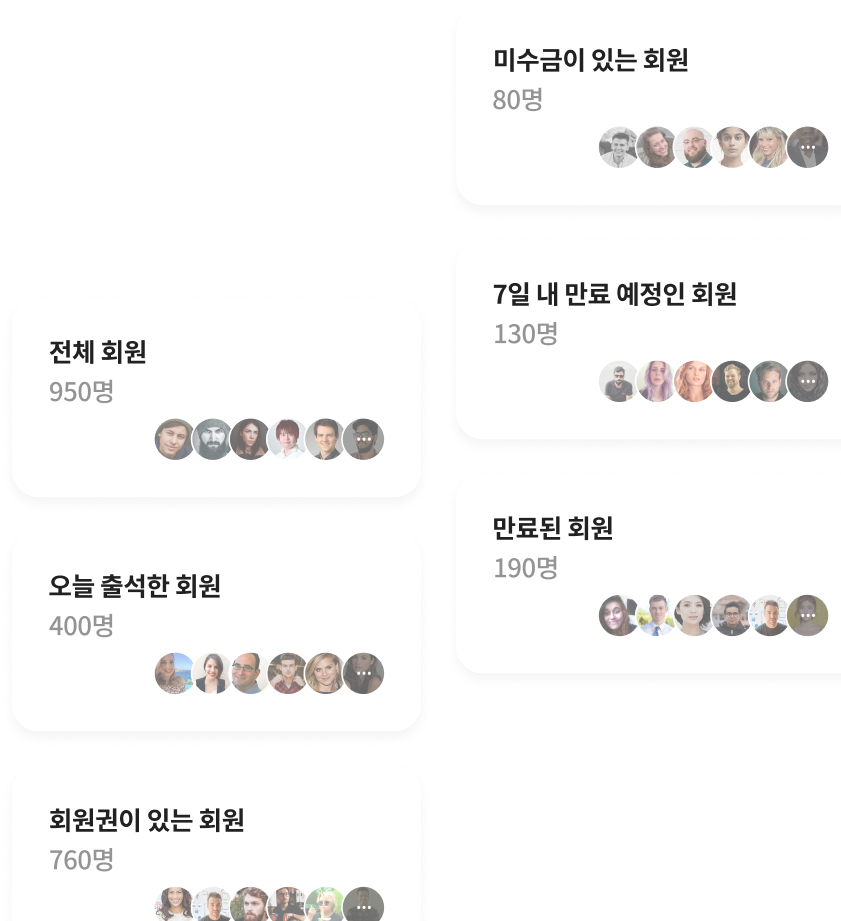 전체 회원
950명
오늘 출석한 회원
400명
회원권이 있는 회원
760명
미수금이 있는 회원
80명
7일 내 만료 예정인 회원
130명
만료된 회원
190명